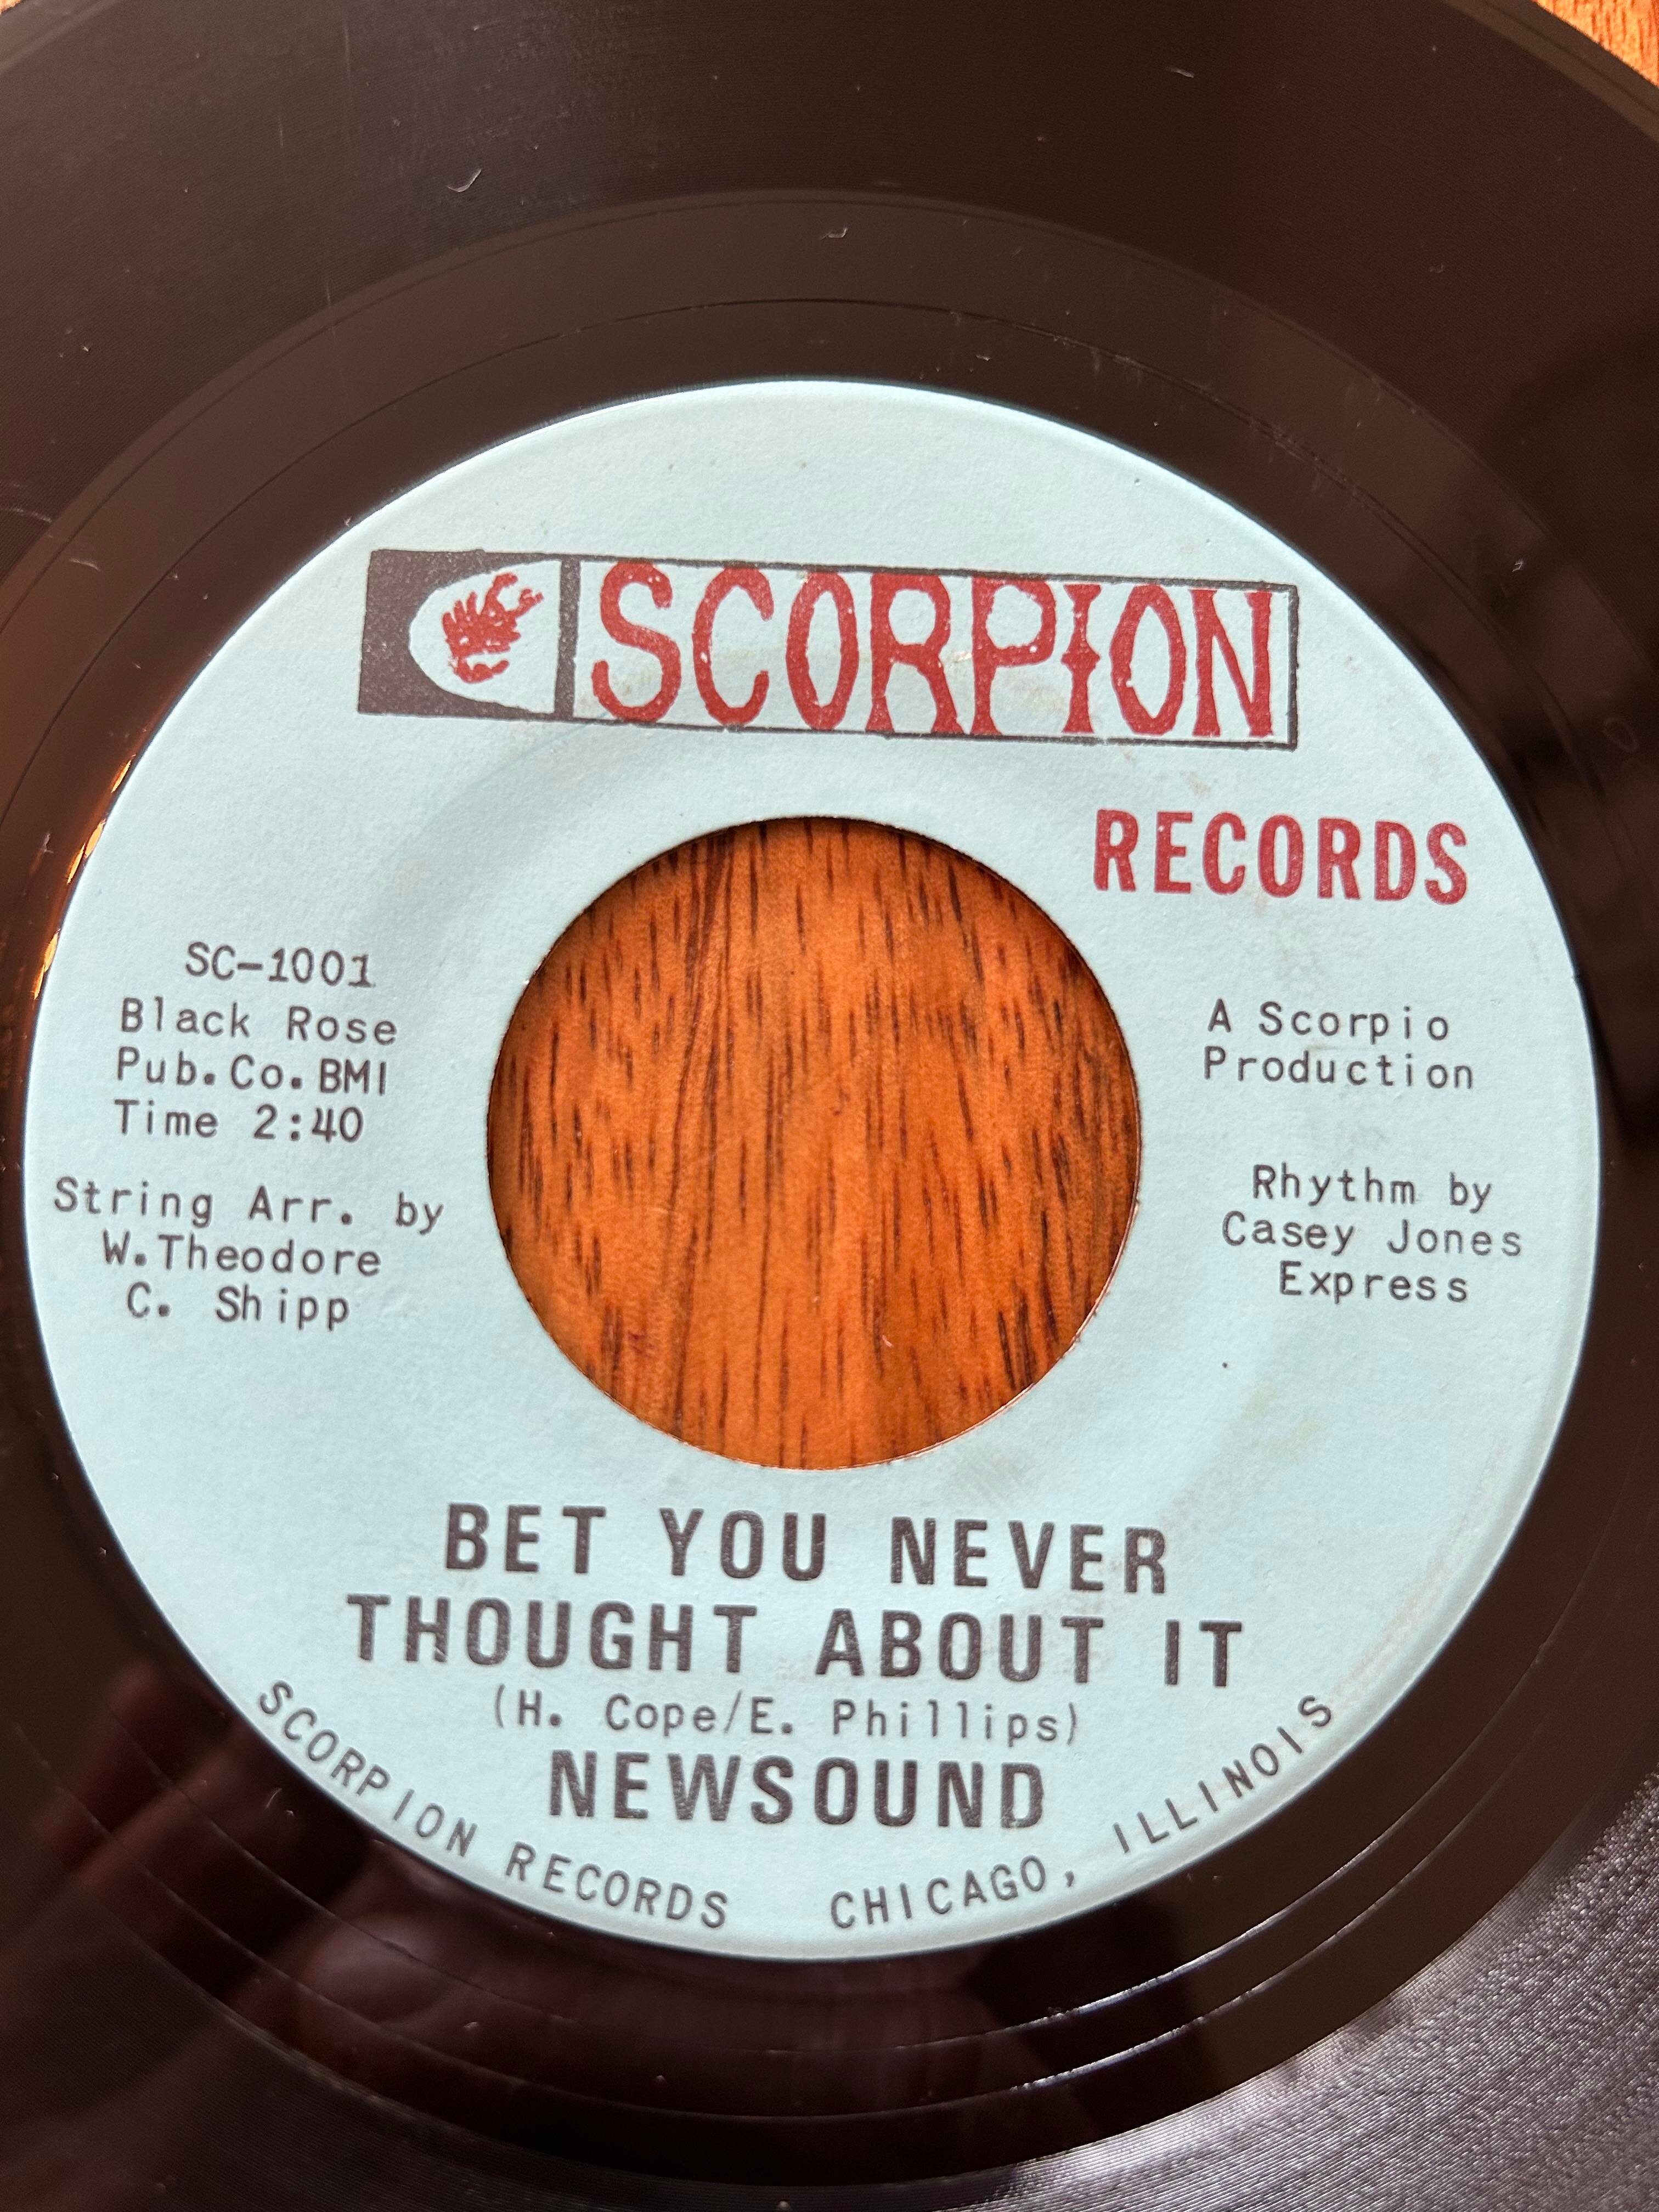 SCORPION
RECORDS
SC-1001
Black Rose
Pub.Co.BMI
Time 2:40
String Arr. by
W.Theodore
C. Shipp
A Scorpio
Production
Rhythm by
Casey Jones
Express
BET YOU NEVER
THOUGHT ABOUT IT
(H. Cope/E. Phillips)
NEWSOUND
SCORPION RECORDS CHICAGO, ILLINOIS